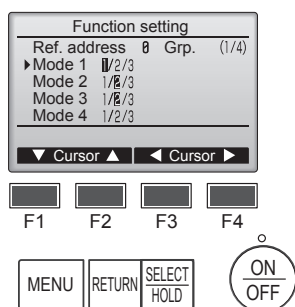 Function setting
Ref. address 0 Grp. (1/4)
Mode 1 1/2/3
Mode 2 1/2/3
Mode 3 1/2/3
Mode 4 1/2/3
▼ Cursor ▲ ◀ Cursor ▶
F1 F2 F3 F4
MENU RETURN SELECT/HOLD ON/OFF